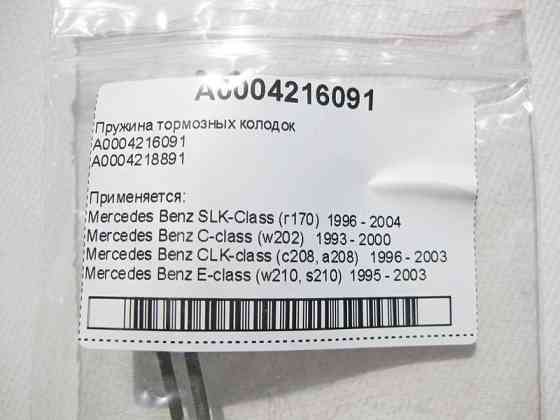 A0004216091
Пружина тормозных колодок
A0004216091
A0004218891
Применяется:
Mercedes Benz SLK-Class (r170) 1996 - 2004
Mercedes Benz C-class (w202) 1993 - 2000
Mercedes Benz CLK-class (c208, a208) 1996 - 2003
Mercedes Benz E-class (w210, s210) 1995 - 2003